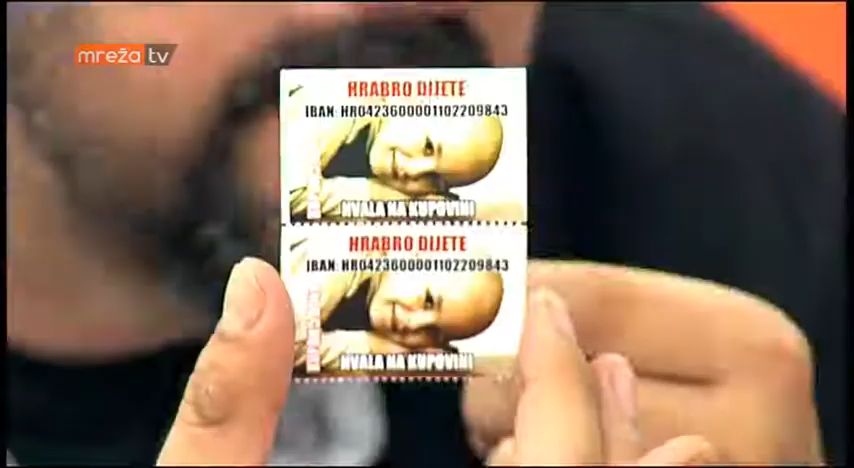 mreža tv
HRABRO DIJETE
IBAN: HR0423600001102209843
HVALA NA KUPOVINI
HRABRO DIJETE
IBAN: HR0423600001102209843
HVALA NA KUPOVINI